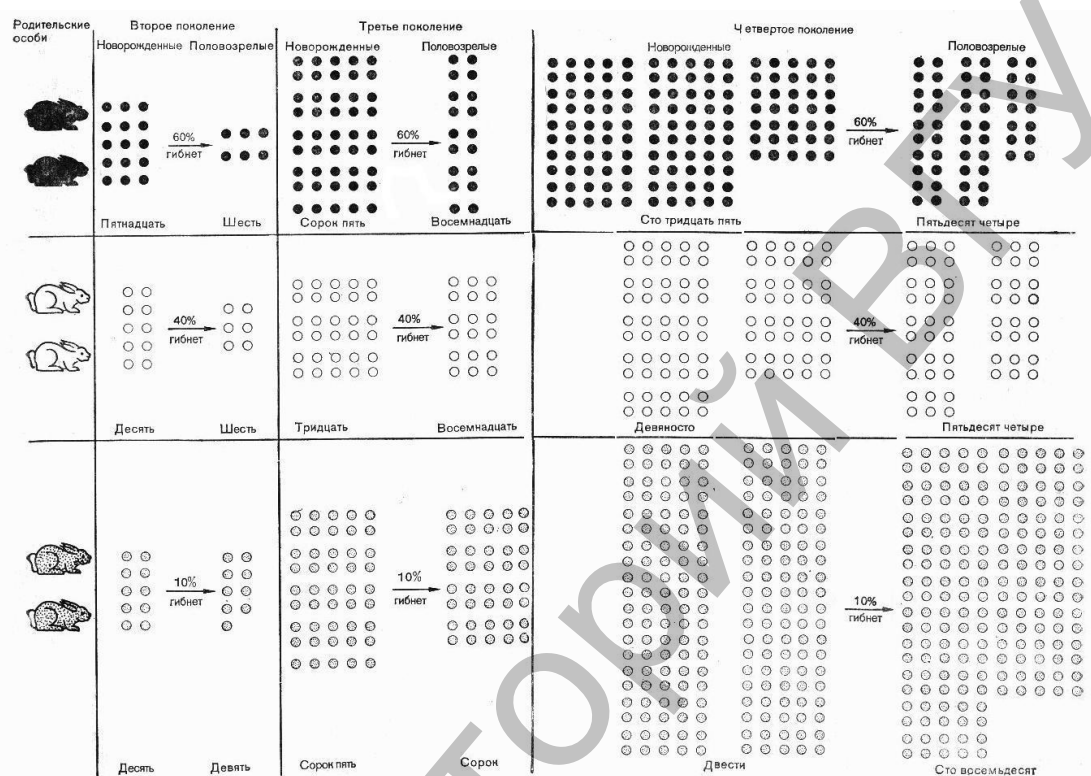 Родительские особи
Второе поколение
Третье поколение
Четвертое поколение
Новорожденные Половозрелые
Новорожденные Половозрелые
Новорожденные Половозрелые
60% гибнет
60% гибнет
60% гибнет
Пятнадцать Шесть Сорок пять Восемнадцать Сто тридцать пять Пятьдесят четыре
40% гибнет
40% гибнет
40% гибнет
Десять Шесть Тридцать Восемнадцать Девяносто Пятьдесят четыре
10% гибнет
10% гибнет
10% гибнет
Десять Девять Сорок пять Сорок Двести Сто восемьдесят
торий ВГУ